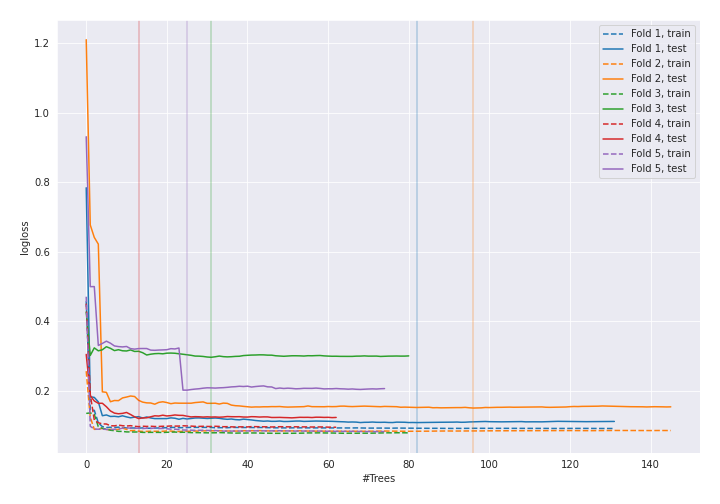 1.2
1.0
0.8
0.6
0.4
0.2
logloss
0 20 40 60 80 100 120 140
#Trees
Fold 1, train
Fold 1, test
Fold 2, train
Fold 2, test
Fold 3, train
Fold 3, test
Fold 4, train
Fold 4, test
Fold 5, train
Fold 5, test